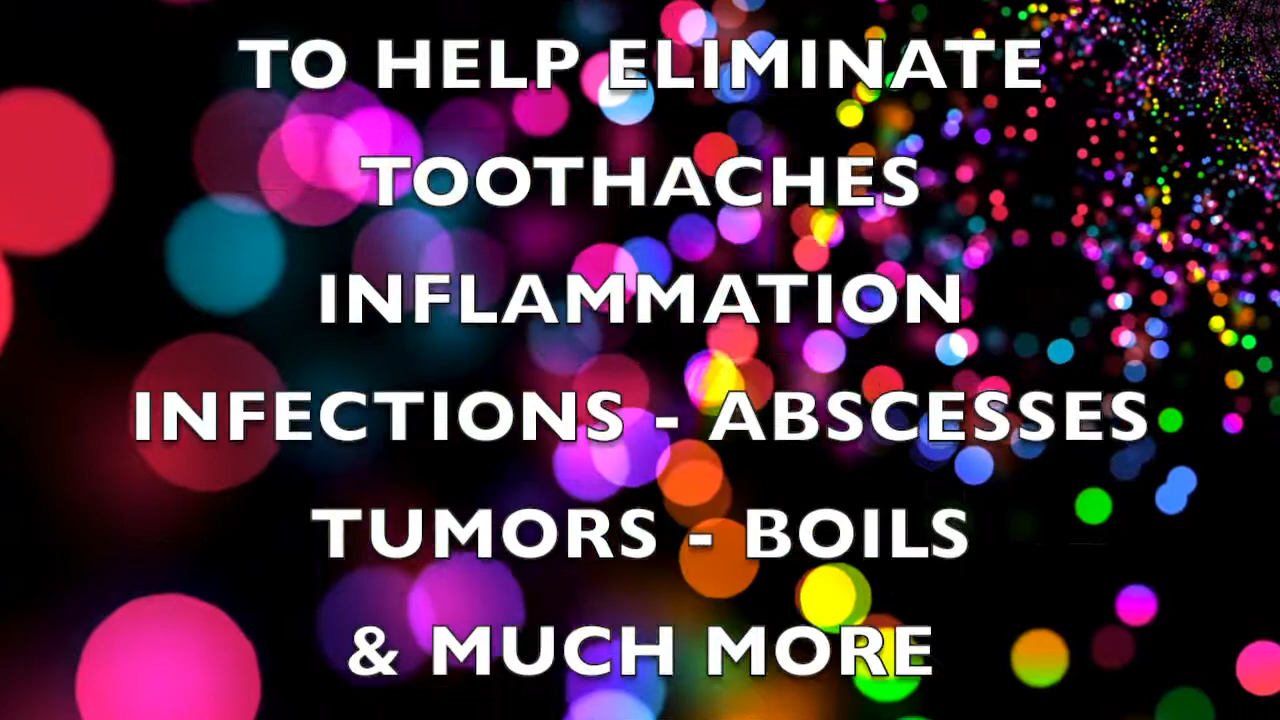 TO HELP ELIMINATE
TOOTHACHES
INFLAMMATION
INFECTIONS - ABSCESSES
TUMORS - BOILS
& MUCH MORE